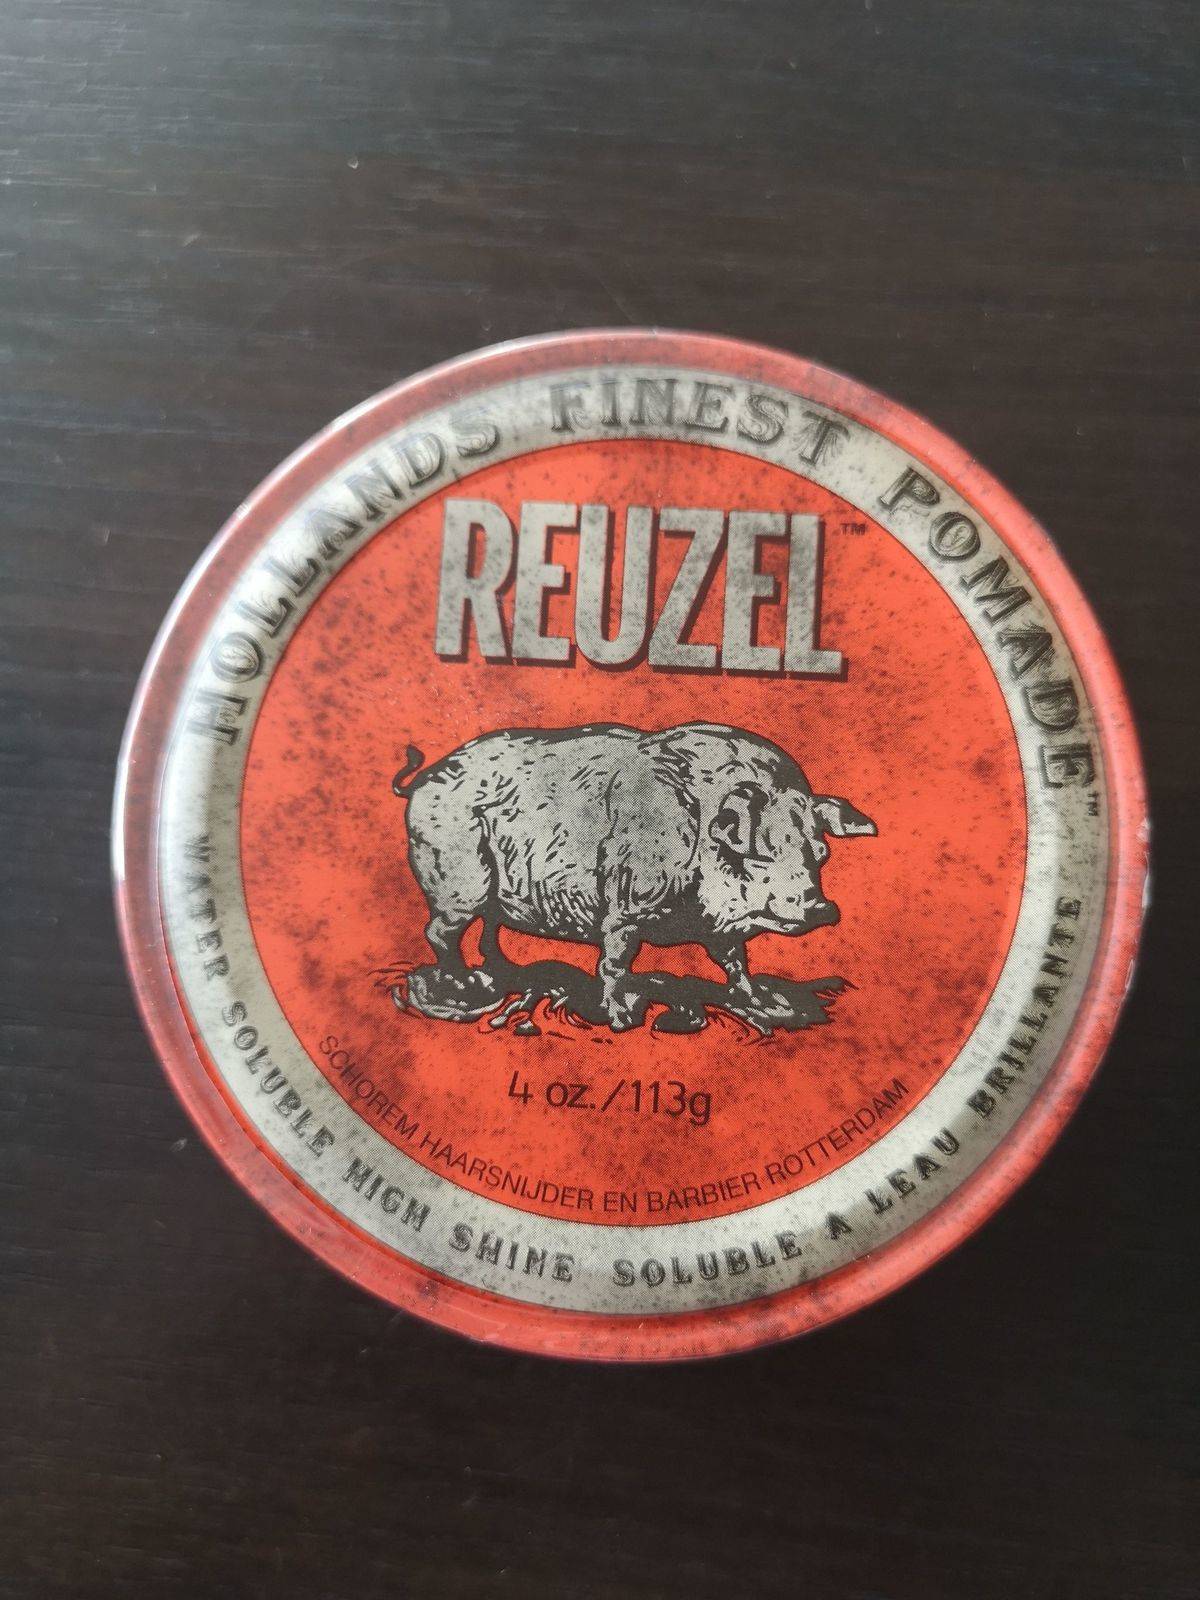 HOLLANDS FINEST POMADE™
REUZEL™
4 oz./113g
SCHOREM HAARSNIJDER EN BARBIER ROTTERDAM
WATER SOLUBLE HIGH SHINE SOLUBLE A LEAU BRILLANTE